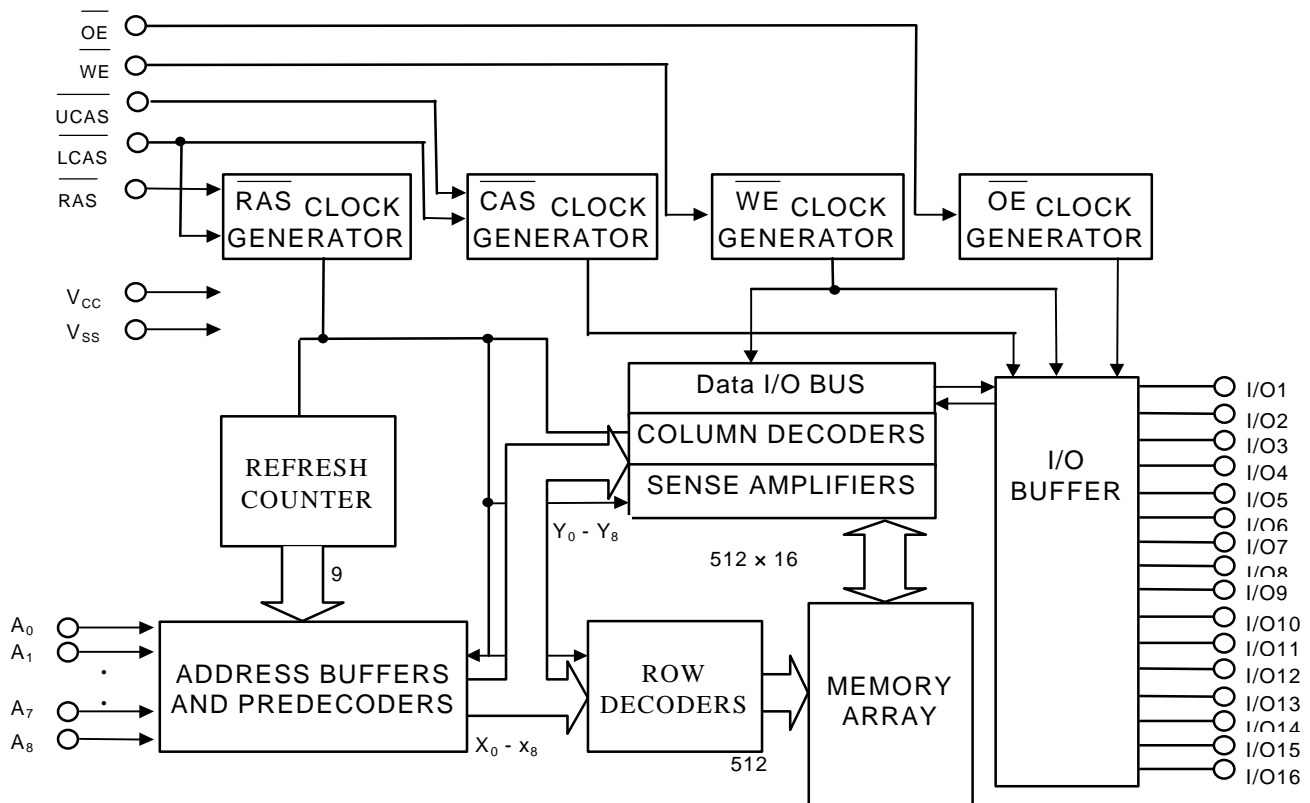 OE
WE
UCAS
LCAS
RAS
RAS CLOCK
GENERATOR
CAS CLOCK
GENERATOR
WE CLOCK
GENERATOR
OE CLOCK
GENERATOR
VCC
VSS
Data I/O BUS
COLUMN DECODERS
SENSE AMPLIFIERS
REFRESH
COUNTER
I/O
BUFFER
I/O1
I/O2
I/O3
I/O4
I/O5
I/O6
I/O7
I/O8
I/O9
I/O10
I/O11
I/O12
I/O13
I/O14
I/O15
I/O16
Y0 - Y8
512 × 16
9
A0
A1
A7
A8
ADDRESS BUFFERS
AND PREDECODERS
X0 - x8
ROW
DECODERS
512
MEMORY
ARRAY